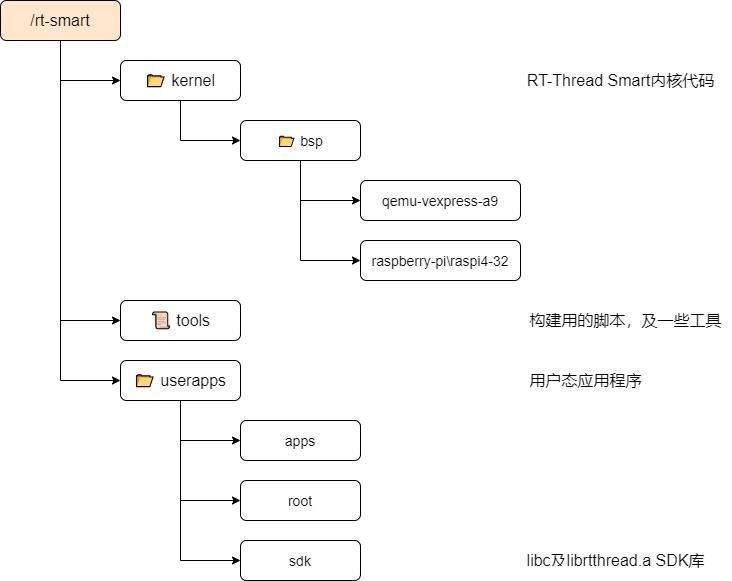 /rt-smart
kernel
RT-Thread Smart内核代码
bsp
qemu-vexpress-a9
raspberry-pi\raspi4-32
tools
构建用的脚本，及一些工具
userapps
用户态应用程序
apps
root
sdk
libc及librtthread.a SDK库